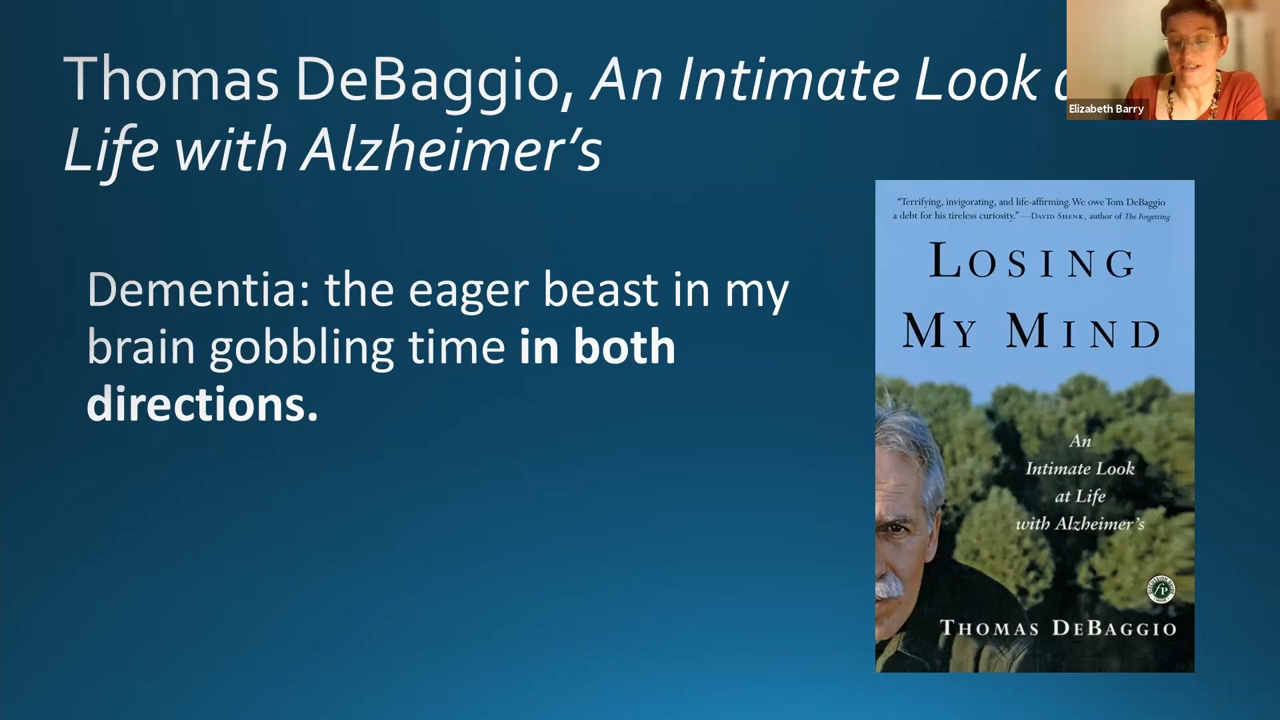 Thomas DeBaggio, An Intimate Look
Life with Alzheimer's
Elizabeth Barry
Dementia: the eager beast in my
brain gobbling time in both
directions.
"Terrifying, invigorating, and life-affirming. We owe Tom DeBaggio
a debt for his tireless curiosity." —David Shenk, author of The Forgetting
Losing
My Mind
An
Intimate Look
at Life
with Alzheimer's
fP
Thomas DeBaggio